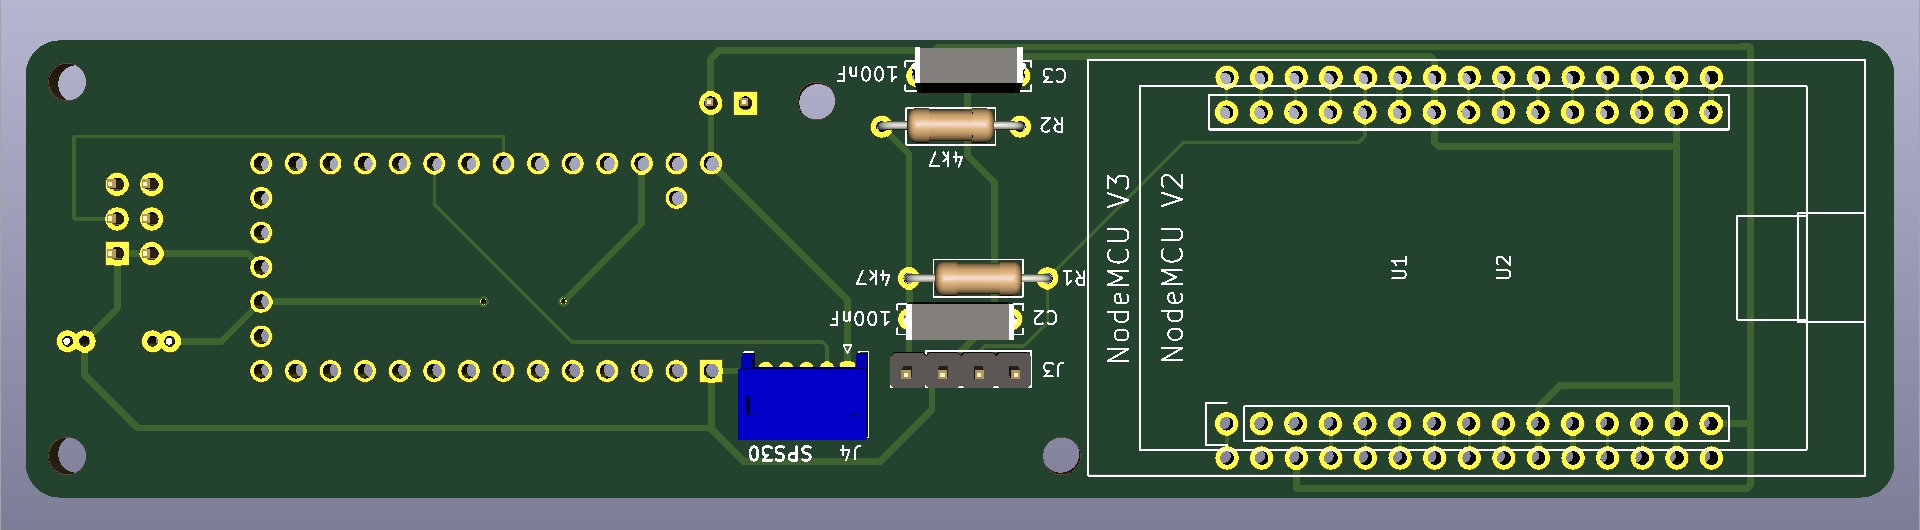 100nF C3
R2
4k7
4k7 R1
100nF C2
J3
SPS30 J4
NodeMCU V3
NodeMCU V2
U1
U2